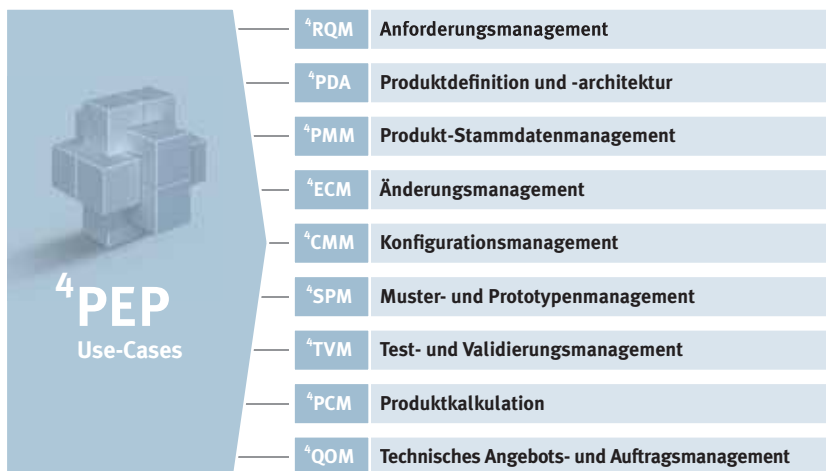 ⁴RQM Anforderungsmanagement
⁴PDA Produktdefinition und -architektur
⁴PMM Produkt-Stammdatenmanagement
⁴ECM Änderungsmanagement
⁴CMM Konfigurationsmanagement
⁴SPM Muster- und Prototypenmanagement
⁴TVM Test- und Validierungsmanagement
⁴PCM Produktkalkulation
⁴QOM Technisches Angebots- und Auftragsmanagement
⁴PEP
Use-Cases